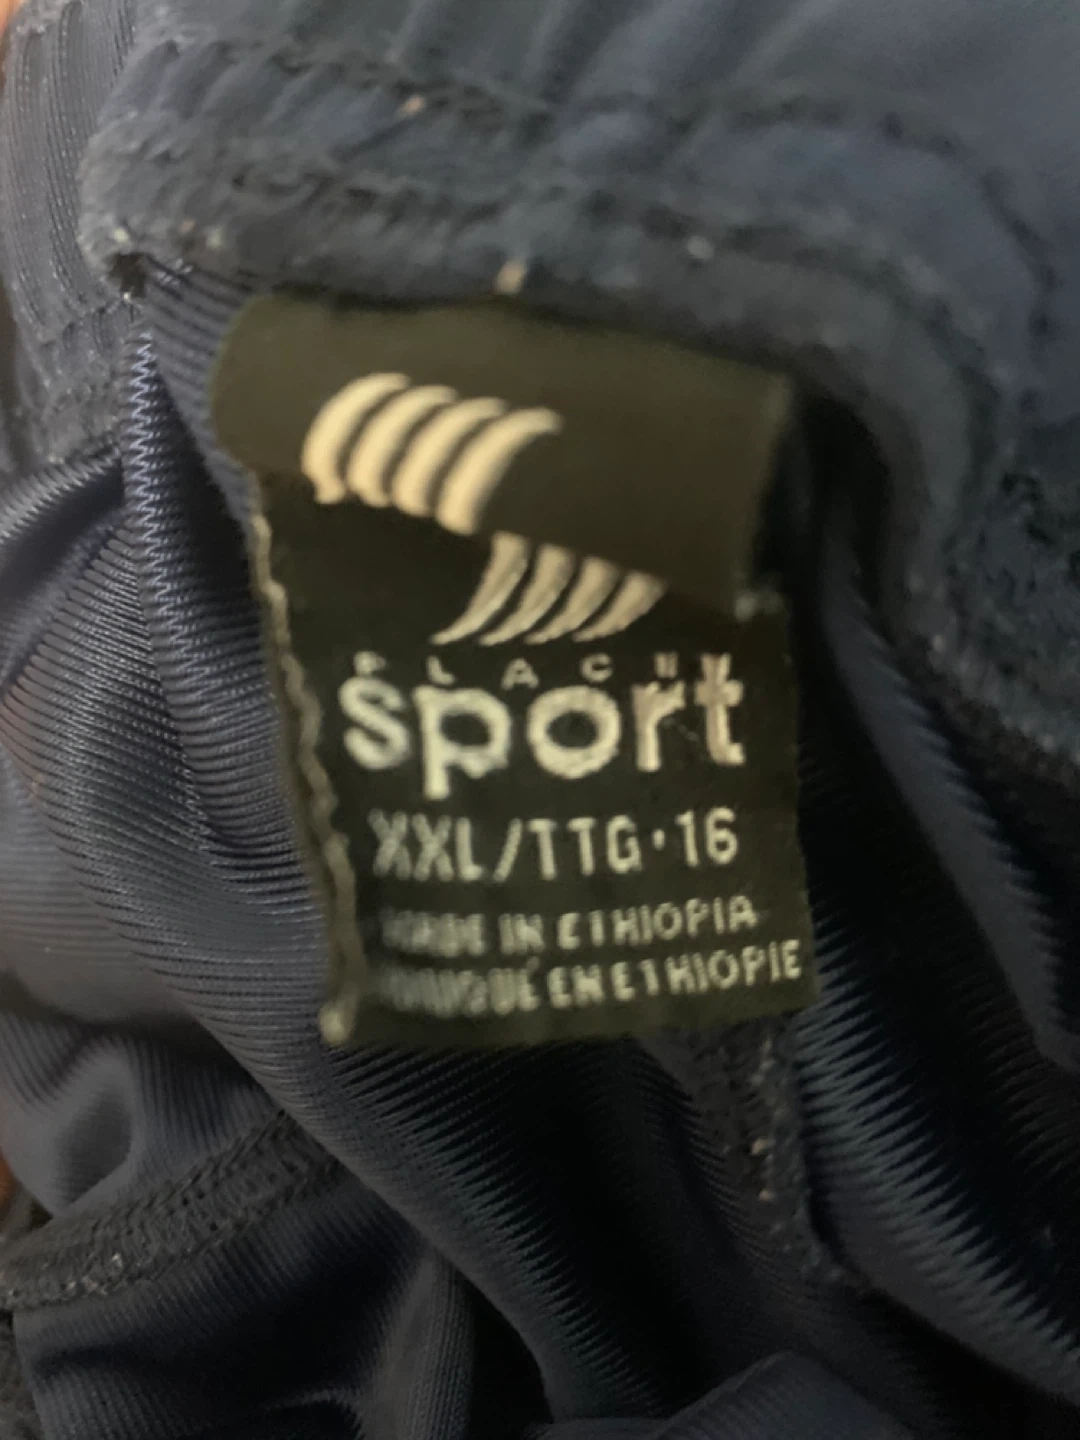 PLACE
sport
XXL/TTG·16
MADE IN ETHIOPIA
FABRIQUÉ EN ETHIOPIE